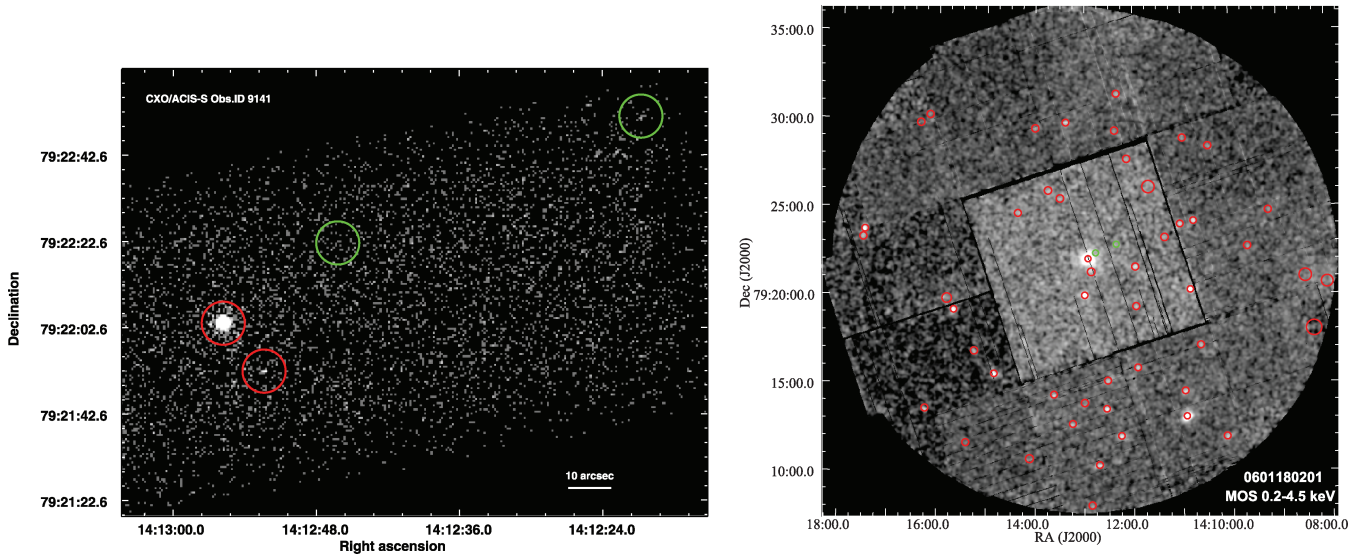 CXO/ACIS-S Obs.ID 9141
79:22:42.6
79:22:22.6
79:22:02.6
79:21:42.6
79:21:22.6
Declination
10 arcsec
14:13:00.0 14:12:48.0 14:12:36.0 14:12:24.0
Right ascension
35:00.0
30:00.0
25:00.0
79:20:00.0
15:00.0
10:00.0
Dec (J2000)
0601180201
MOS 0.2-4.5 keV
18:00.0 16:00.0 14:00.0 12:00.0 14:10:00.0 08:00.0
RA (J2000)